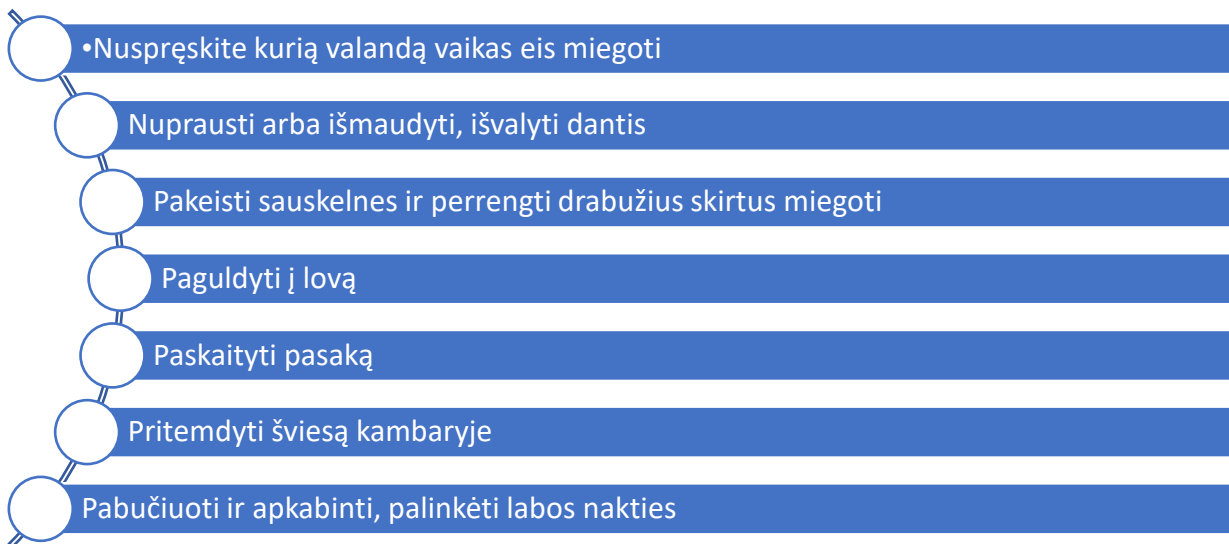 •Nuspręskite kurią valandą vaikas eis miegoti
Nuprausti arba išmaudyti, išvalyti dantis
Pakeisti sauskelnes ir perrengti drabužius skirtus miegoti
Paguldyti į lovą
Paskaityti pasaką
Pritemdyti šviesą kambaryje
Pabučiuoti ir apkabinti, palinkėti labos nakties